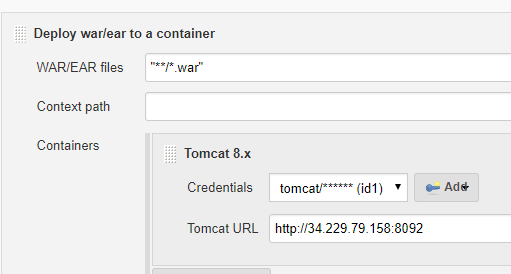 Deploy war/ear to a container
WAR/EAR files "**/*.war"
Context path
Containers
Tomcat 8.x
Credentials tomcat/****** (id1) Add
Tomcat URL http://34.229.79.158:8092